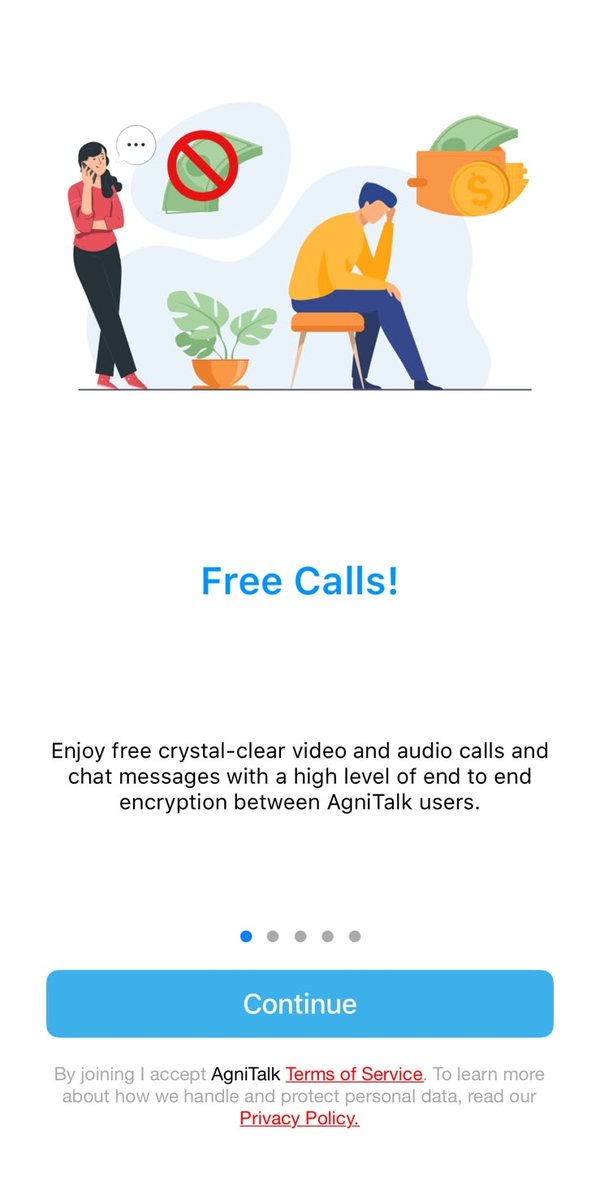 Free Calls!
Enjoy free crystal-clear video and audio calls and
chat messages with a high level of end to end
encryption between AgniTalk users.
Continue
By joining I accept AgniTalk Terms of Service. To learn more
about how we handle and protect personal data, read our
Privacy Policy.